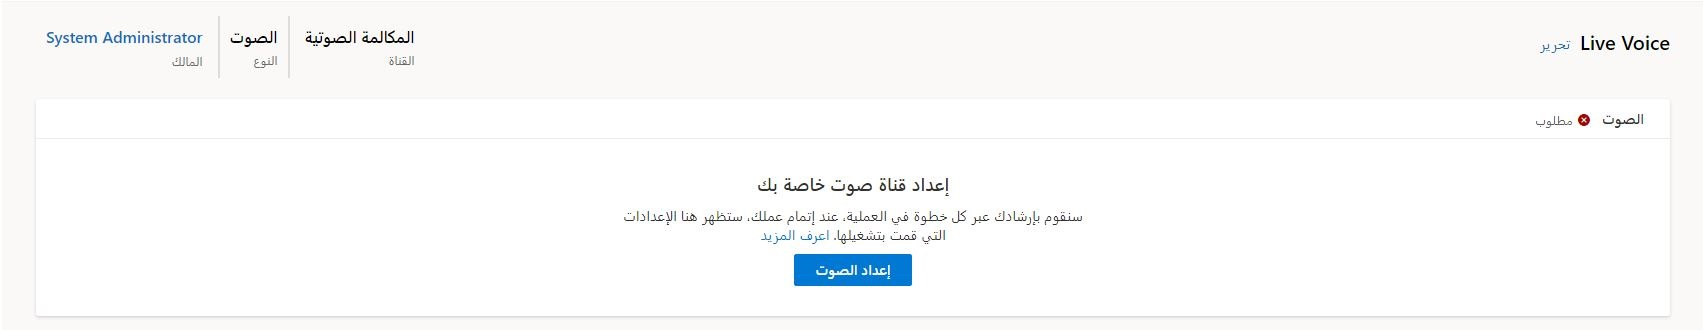 Live Voice تحرير
المكالمة الصوتية
القناة
الصوت
النوع
System Administrator
المالك
الصوت مطلوب
إعداد قناة صوت خاصة بك
سنقوم بإرشادك عبر كل خطوة في العملية، عند إتمام عملك، ستظهر هنا الإعدادات
التي قمت بتشغيلها. اعرف المزيد
إعداد الصوت